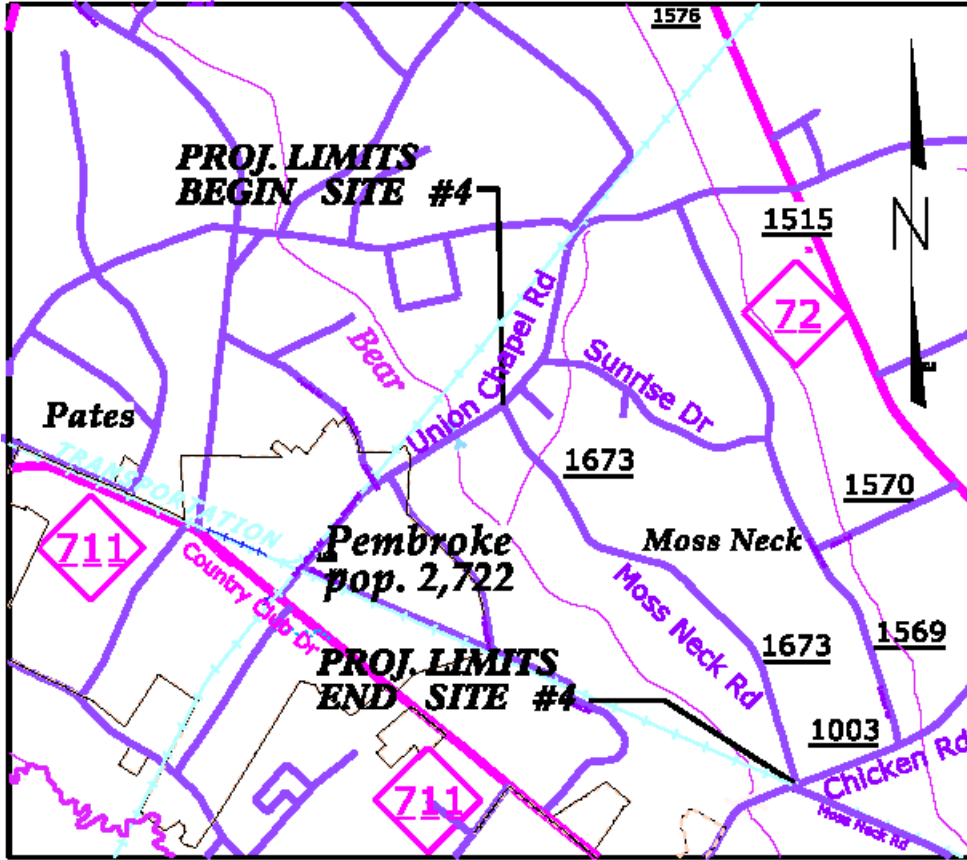 1576
PROJ. LIMITS
BEGIN SITE #4
N
1515
72
Union Chapel Rd
Bear
Sunrise Dr
Pates
TRANSPORTATION
1673
1570
711
Pembroke
pop. 2,722
Moss Neck
Country Club Dr
Moss Neck Rd
1569
1673
PROJ. LIMITS
END SITE #4
1003
Chicken Rd
711
Moss Neck Rd